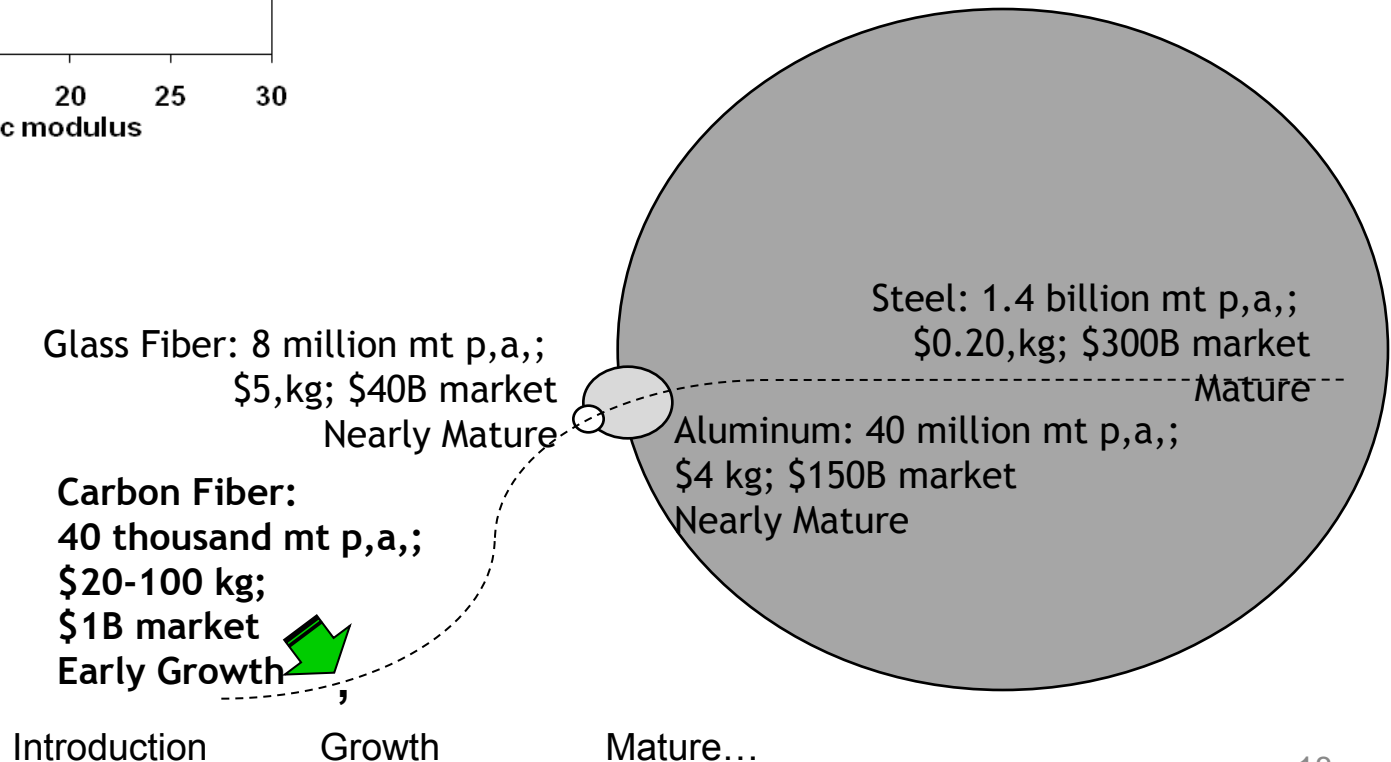 20 25 30
c modulus
Steel: 1.4 billion mt p,a,;
$0.20,kg; $300B market
Mature
Glass Fiber: 8 million mt p,a,;
$5,kg; $40B market
Nearly Mature
Aluminum: 40 million mt p,a,;
$4 kg; $150B market
Nearly Mature
Carbon Fiber:
40 thousand mt p,a,;
$20-100 kg;
$1B market
Early Growth
,
Introduction Growth Mature…